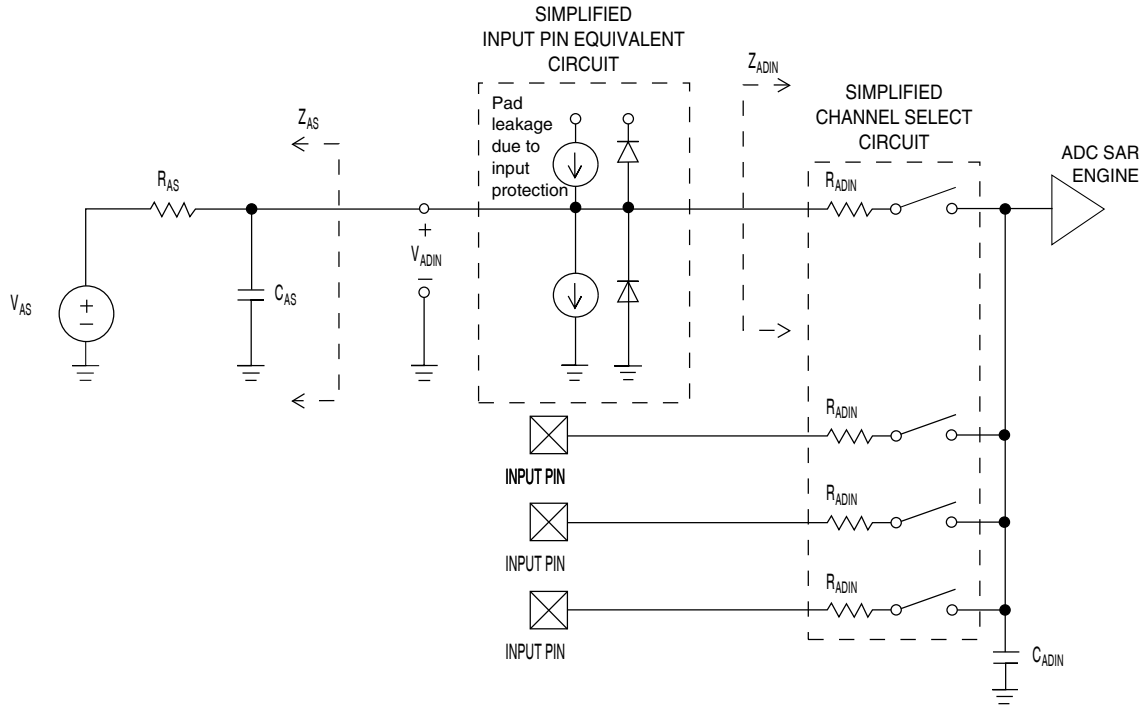 SIMPLIFIED
INPUT PIN EQUIVALENT
CIRCUIT
Z_ADIN
SIMPLIFIED
CHANNEL SELECT
CIRCUIT
Pad
leakage
due to
input
protection
Z_AS
R_AS
R_ADIN
ADC SAR
ENGINE
+
V_ADIN
–
V_AS
+
–
C_AS
R_ADIN
INPUT PIN
R_ADIN
INPUT PIN
R_ADIN
INPUT PIN
C_ADIN